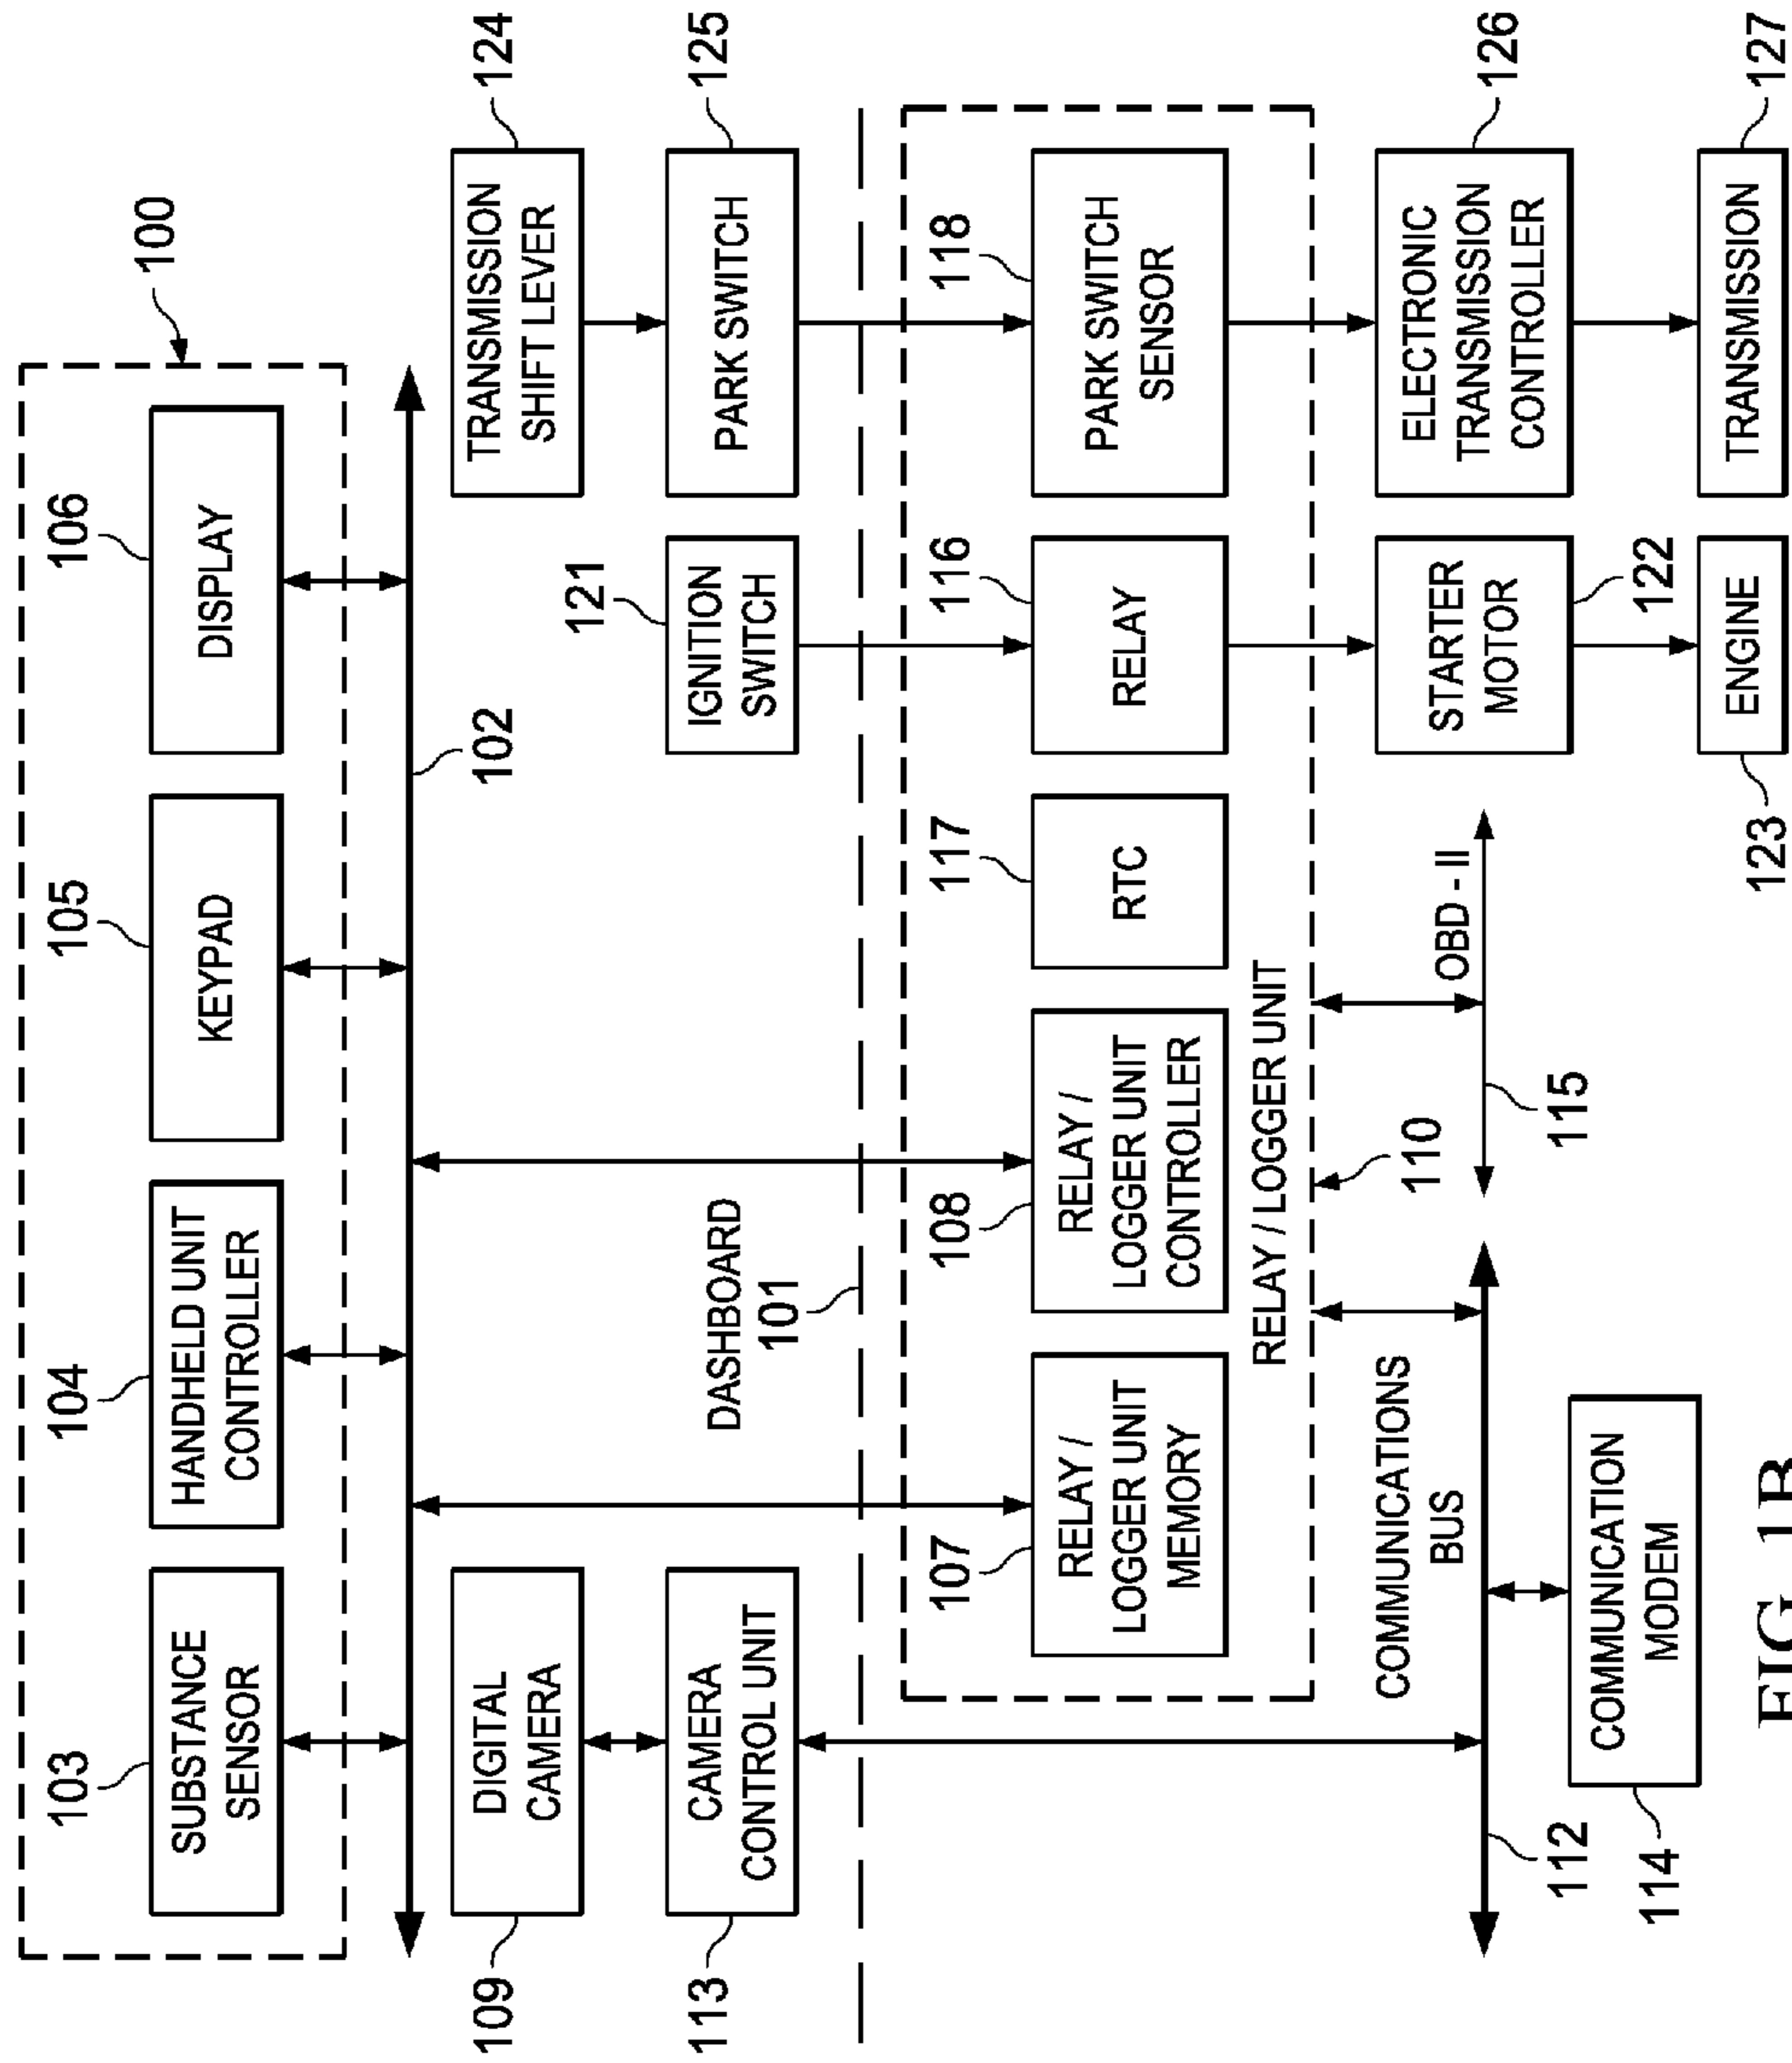 100
103
104
105
106
SUBSTANCE
SENSOR
HANDHELD UNIT
CONTROLLER
KEYPAD
DISPLAY
102
109
DIGITAL
CAMERA
TRANSMISSION
SHIFT LEVER
124
113
CAMERA
CONTROL UNIT
DASHBOARD
101
121
IGNITION
SWITCH
PARK SWITCH
125
107
108
117
116
118
RELAY /
LOGGER UNIT
MEMORY
RELAY /
LOGGER UNIT
CONTROLLER
RTC
RELAY
PARK SWITCH
SENSOR
RELAY / LOGGER UNIT
110
COMMUNICATIONS
BUS
OBD - II
STARTER
MOTOR
ELECTRONIC
TRANSMISSION
CONTROLLER
126
112
115
122
114
COMMUNICATION
MODEM
123
ENGINE
TRANSMISSION
127
FIG. 1B